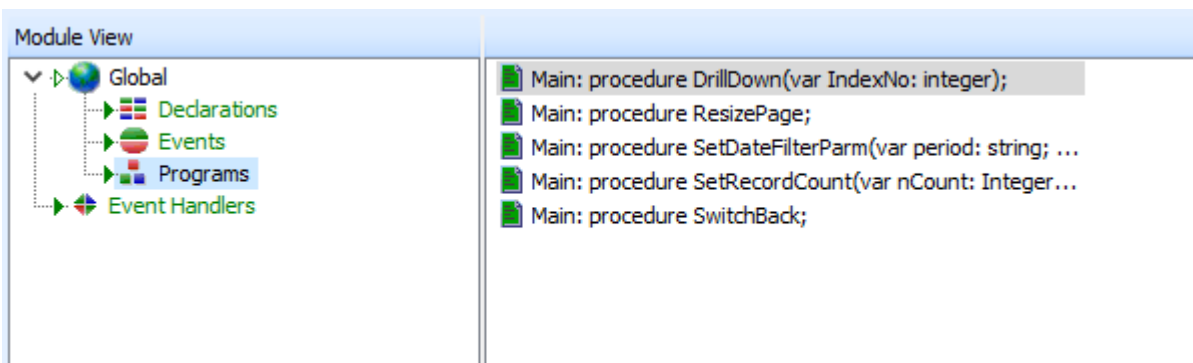 Module View
Global
Declarations
Events
Programs
Event Handlers
Main: procedure DrillDown(var IndexNo: integer);
Main: procedure ResizePage;
Main: procedure SetDateFilterParm(var period: string; ...
Main: procedure SetRecordCount(var nCount: Integer...
Main: procedure SwitchBack;